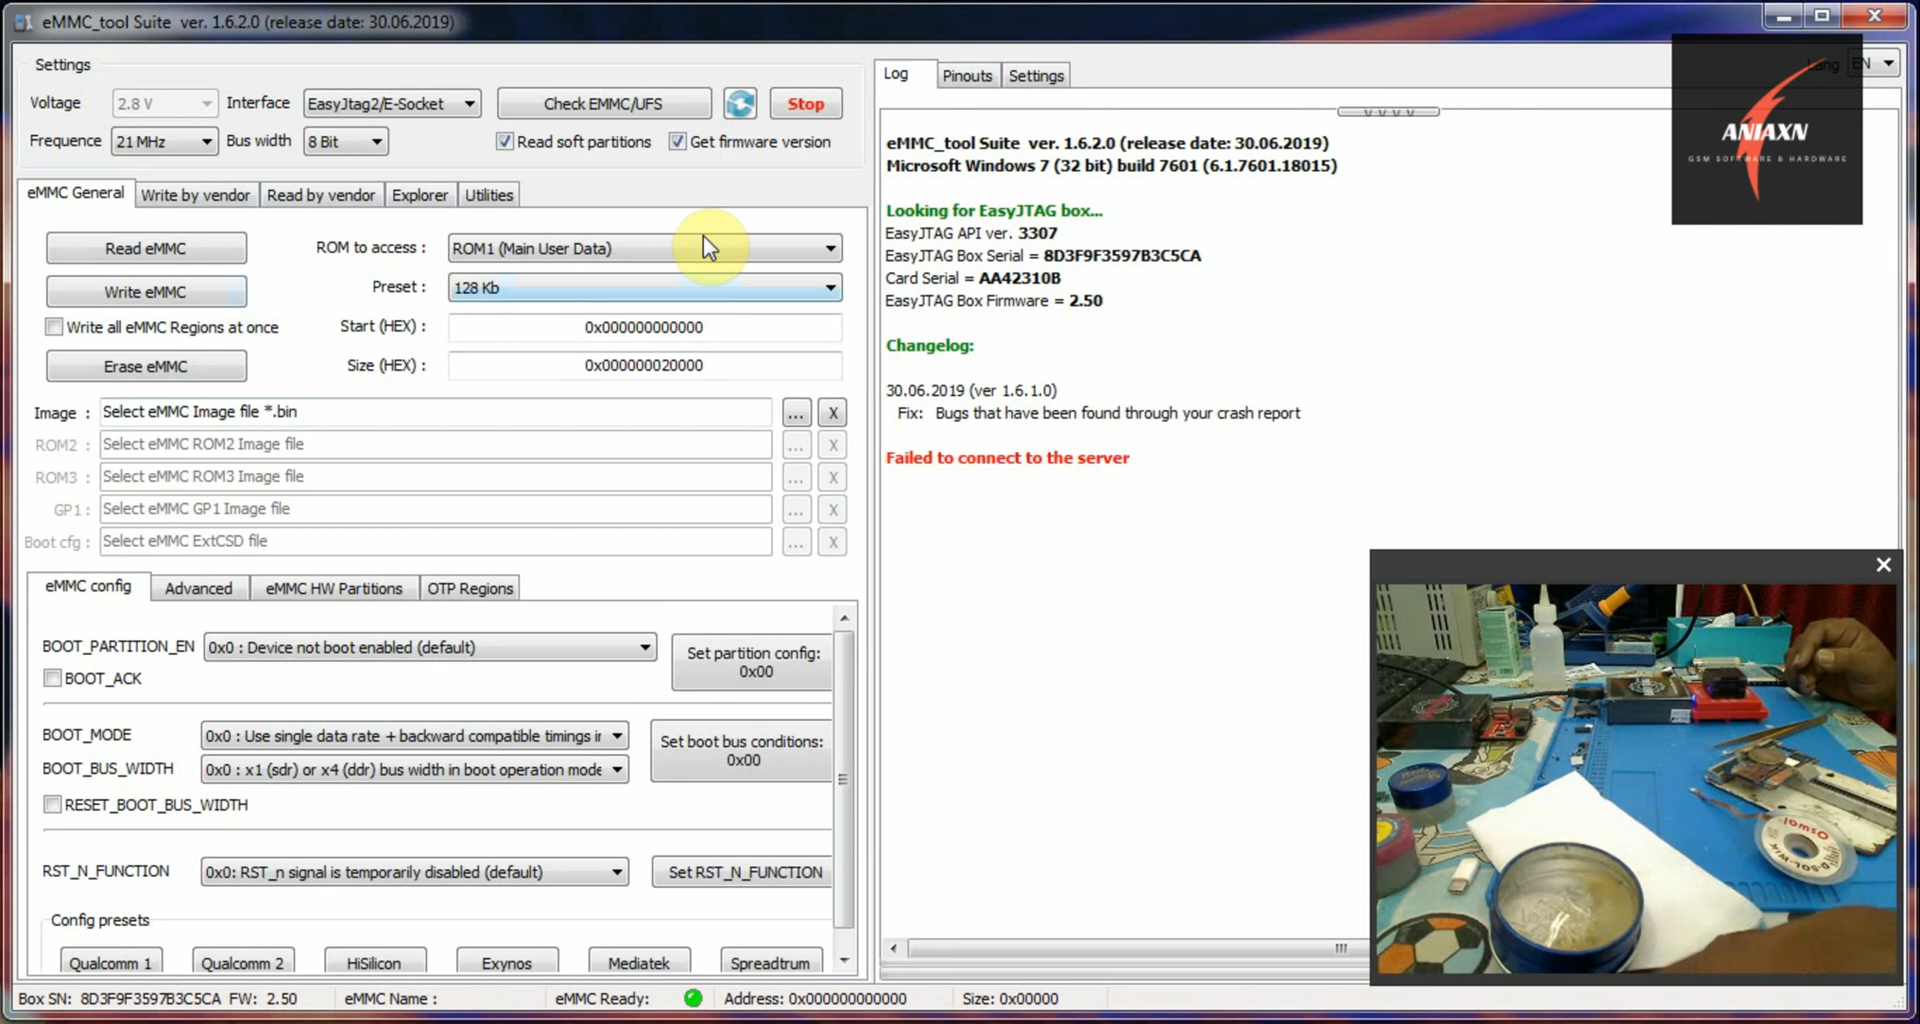 eMMC_tool Suite ver. 1.6.2.0 (release date: 30.06.2019)
Settings
Voltage
2.8 V
Interface
EasyJtag2/E-Socket
Check EMMC/UFS
Stop
Frequence
21 MHz
Bus width
8 Bit
Read soft partitions
Get firmware version
eMMC General
Write by vendor
Read by vendor
Explorer
Utilities
Read eMMC
ROM to access :
ROM1 (Main User Data)
Write eMMC
Preset :
128 Kb
Write all eMMC Regions at once
Start (HEX) :
0x000000000000
Erase eMMC
Size (HEX) :
0x000000020000
Image :
Select eMMC Image file *.bin
...
X
ROM2 :
Select eMMC ROM2 Image file
...
X
ROM3 :
Select eMMC ROM3 Image file
...
X
GP1 :
Select eMMC GP1 Image file
...
X
Boot cfg :
Select eMMC ExtCSD file
...
X
eMMC config
Advanced
eMMC HW Partitions
OTP Regions
BOOT_PARTITION_EN
0x0 : Device not boot enabled (default)
Set partition config:
0x00
BOOT_ACK
BOOT_MODE
0x0 : Use single data rate + backward compatible timings ir
Set boot bus conditions:
0x00
BOOT_BUS_WIDTH
0x0 : x1 (sdr) or x4 (ddr) bus width in boot operation mode
RESET_BOOT_BUS_WIDTH
RST_N_FUNCTION
0x0: RST_n signal is temporarily disabled (default)
Set RST_N_FUNCTION
Config presets
Qualcomm 1
Qualcomm 2
HiSilicon
Exynos
Mediatek
Spreadtrum
Box SN: 8D3F9F3597B3C5CA FW: 2.50
eMMC Name :
eMMC Ready:
Address: 0x000000000000
Size: 0x00000
Log
Pinouts
Settings
Lang
EN
eMMC_tool Suite ver. 1.6.2.0 (release date: 30.06.2019)
Microsoft Windows 7 (32 bit) build 7601 (6.1.7601.18015)
Looking for EasyJTAG box...
EasyJTAG API ver. 3307
EasyJTAG Box Serial = 8D3F9F3597B3C5CA
Card Serial = AA42310B
EasyJTAG Box Firmware = 2.50
Changelog:
30.06.2019 (ver 1.6.1.0)
Fix: Bugs that have been found through your crash report
Failed to connect to the server
ANIAXN
GSM SOFTWARE & HARDWARE